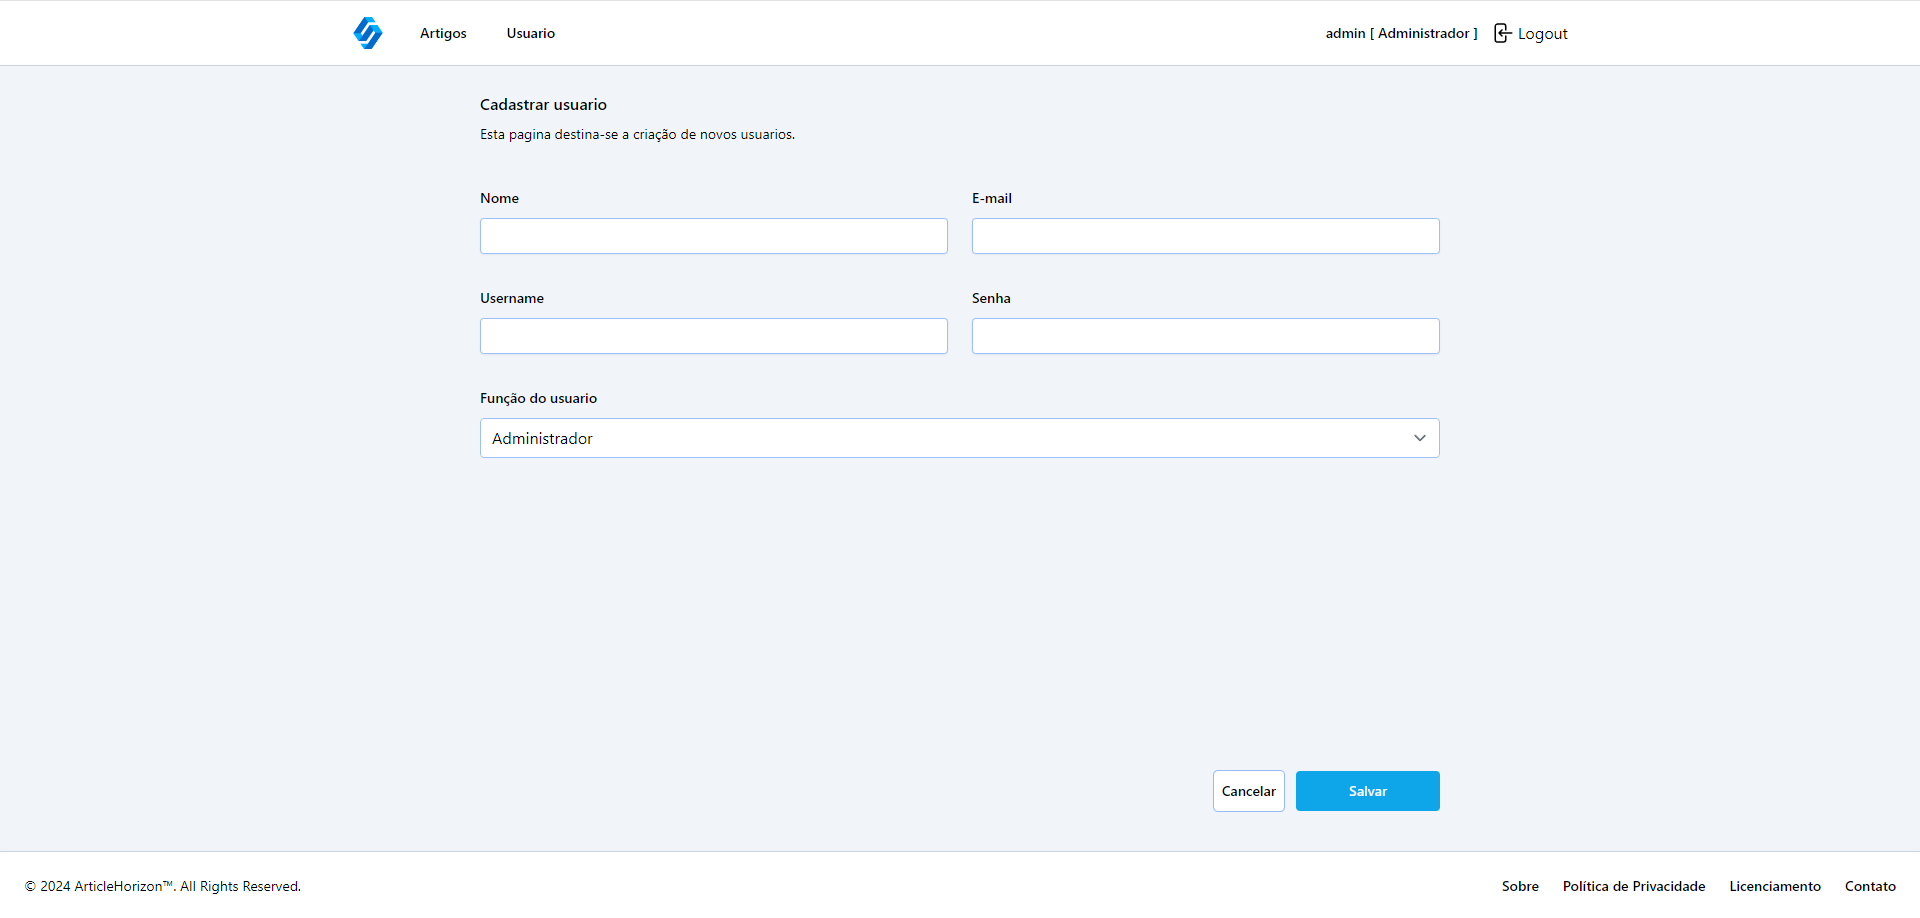 Artigos Usuario admin [ Administrador ] Logout
Cadastrar usuario
Esta pagina destina-se a criação de novos usuarios.
Nome E-mail
Username Senha
Função do usuario
Administrador
Cancelar Salvar
© 2024 ArticleHorizon™. All Rights Reserved. Sobre Política de Privacidade Licenciamento Contato